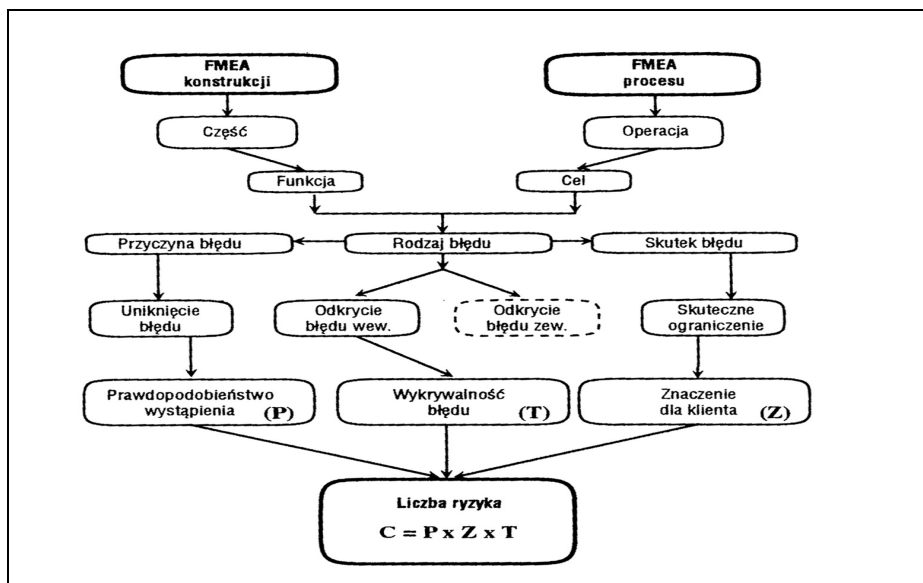 FMEA
konstrukcji
FMEA
procesu
Część
Operacja
Funkcja
Cel
Przyczyna błędu
Rodzaj błędu
Skutek błędu
Uniknięcie
błędu
Odkrycie
błędu wew.
Odkrycie
błędu zew.
Skuteczne
ograniczenie
Prawdopodobieństwo
wystąpienia (P)
Wykrywalność
błędu (T)
Znaczenie
dla klienta (Z)
Liczba ryzyka
C = P x Z x T